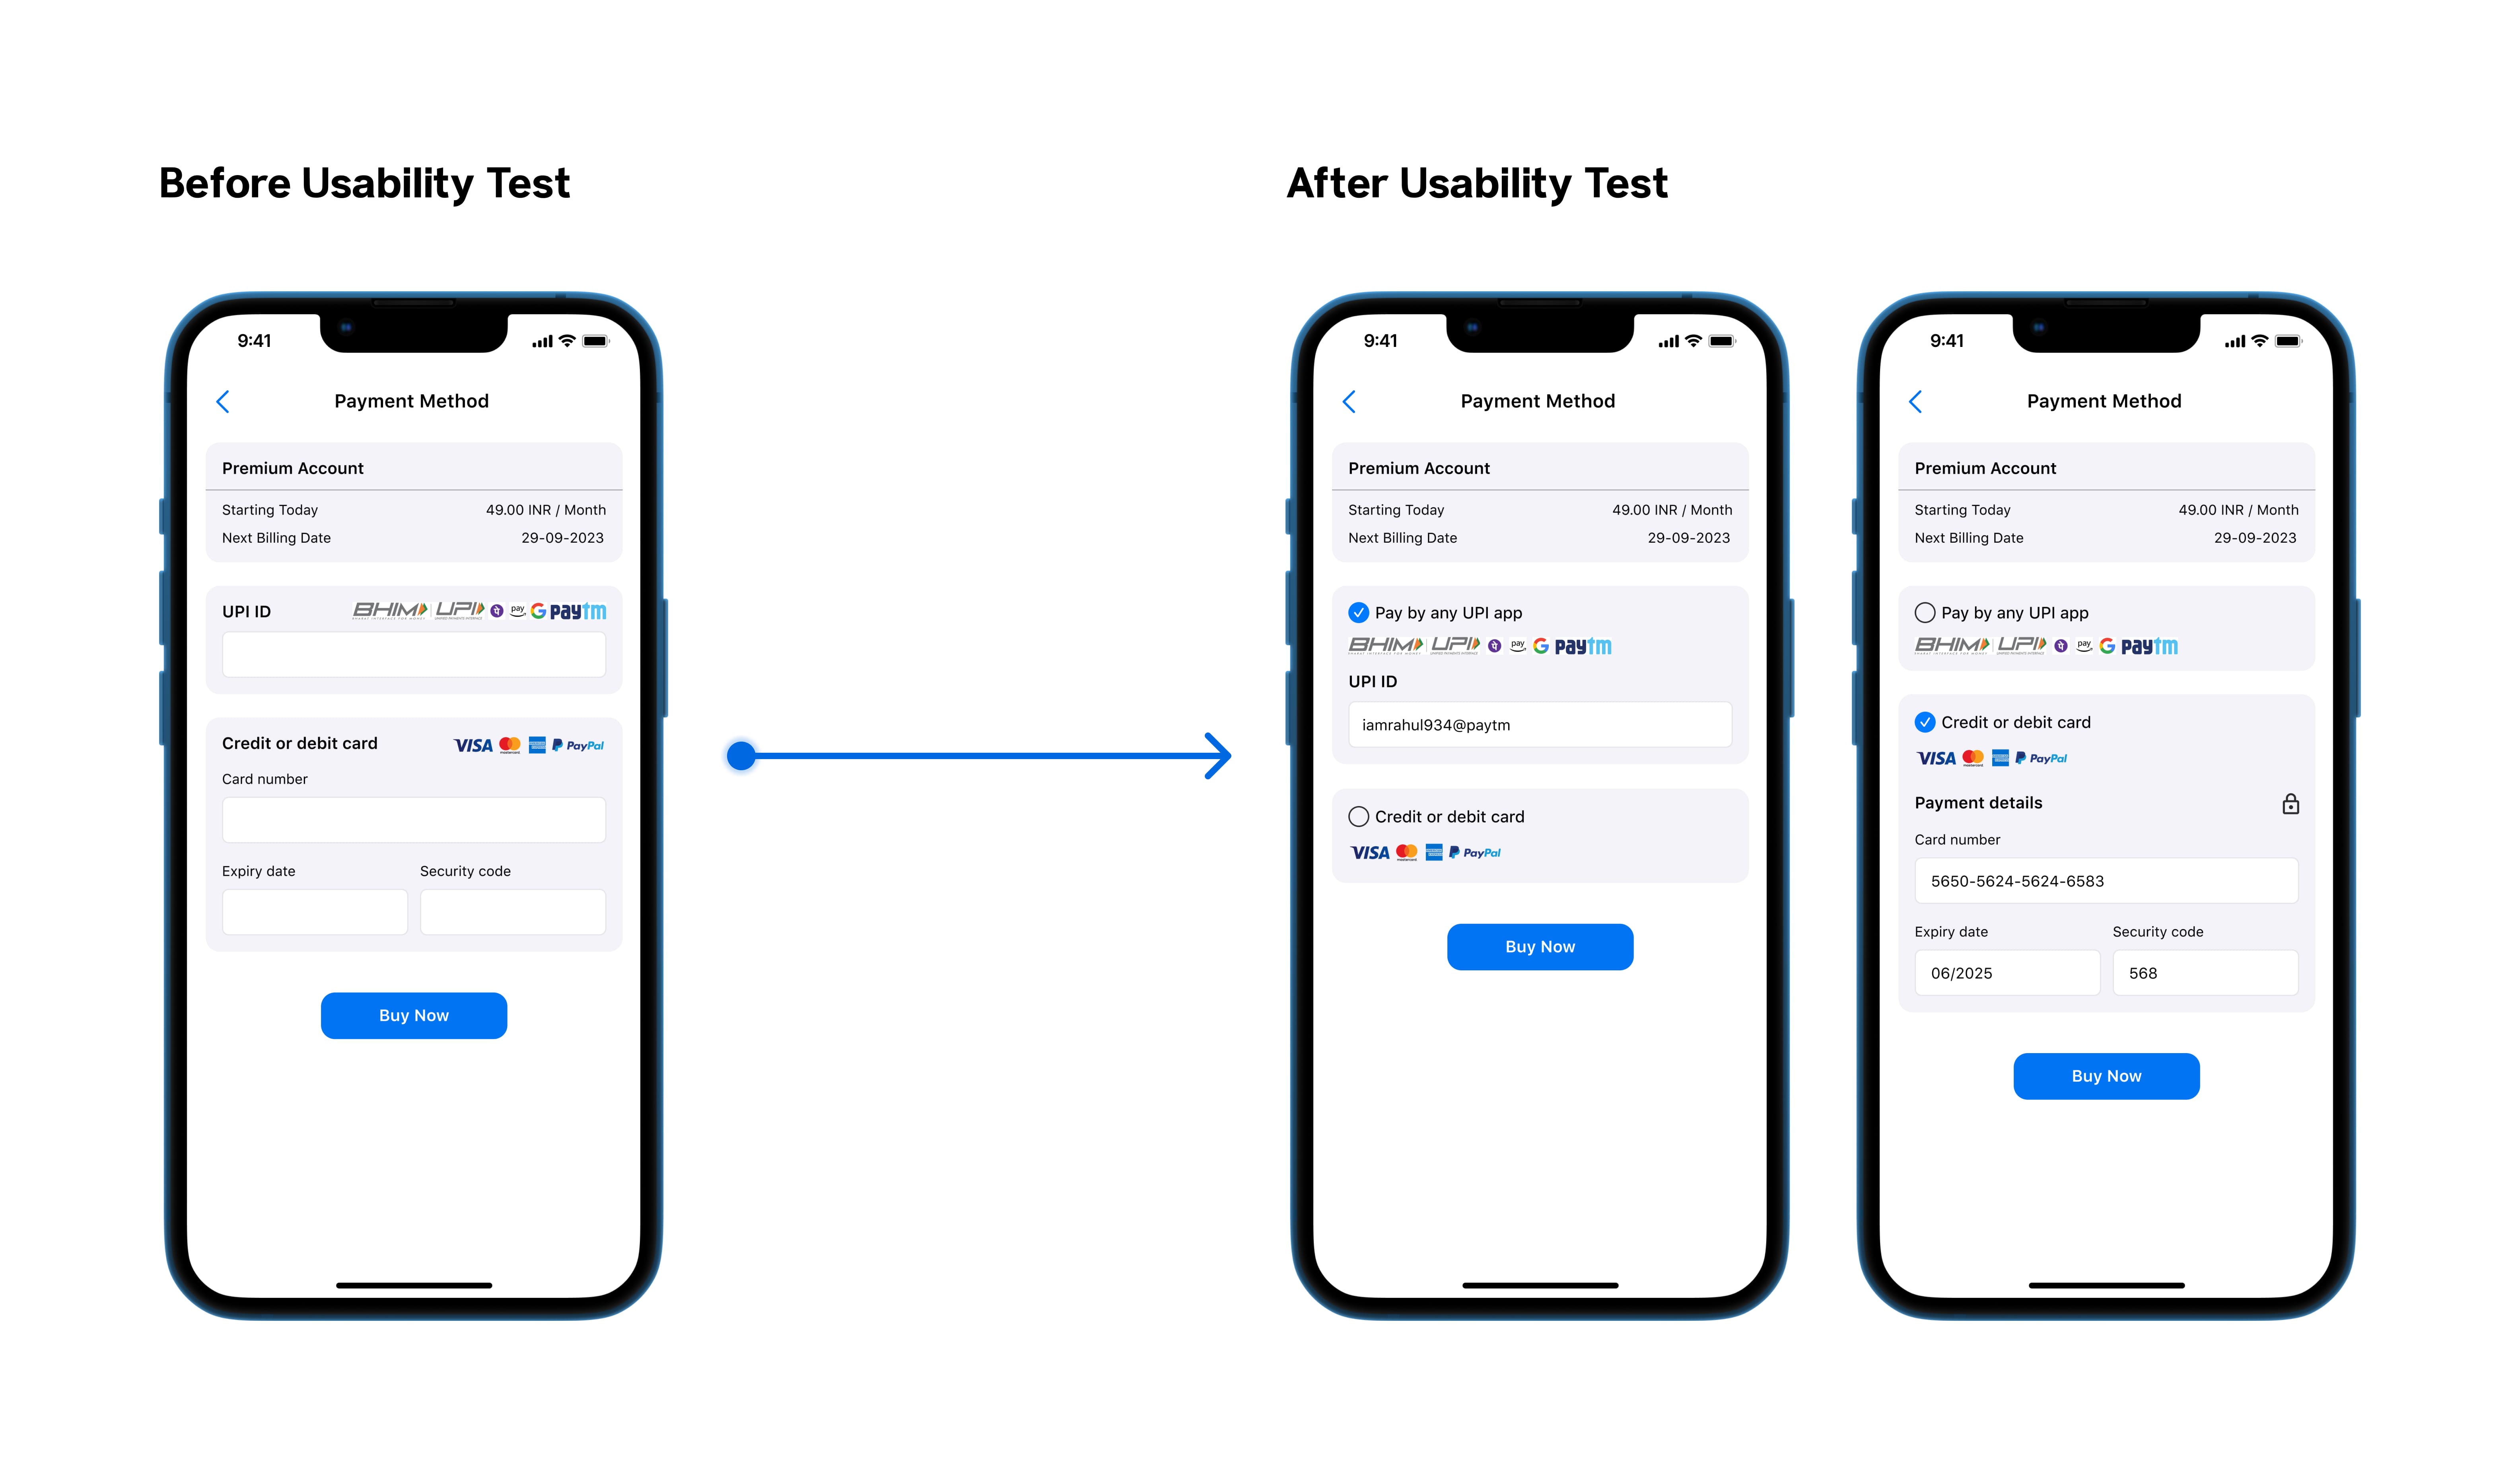 Before Usability Test
After Usability Test
9:41
Payment Method
Premium Account
Starting Today 49.00 INR / Month
Next Billing Date 29-09-2023
UPI ID BHIM UPI पे pay G paytm
Credit or debit card VISA mastercard PayPal
Card number
Expiry date Security code
Buy Now
9:41
Payment Method
Premium Account
Starting Today 49.00 INR / Month
Next Billing Date 29-09-2023
Pay by any UPI app
BHIM UPI पे pay G paytm
UPI ID
iamrahul934@paytm
Credit or debit card
VISA mastercard PayPal
Buy Now
9:41
Payment Method
Premium Account
Starting Today 49.00 INR / Month
Next Billing Date 29-09-2023
Pay by any UPI app
BHIM UPI पे pay G paytm
Credit or debit card
VISA mastercard PayPal
Payment details
Card number
5650-5624-5624-6583
Expiry date Security code
06/2025 568
Buy Now